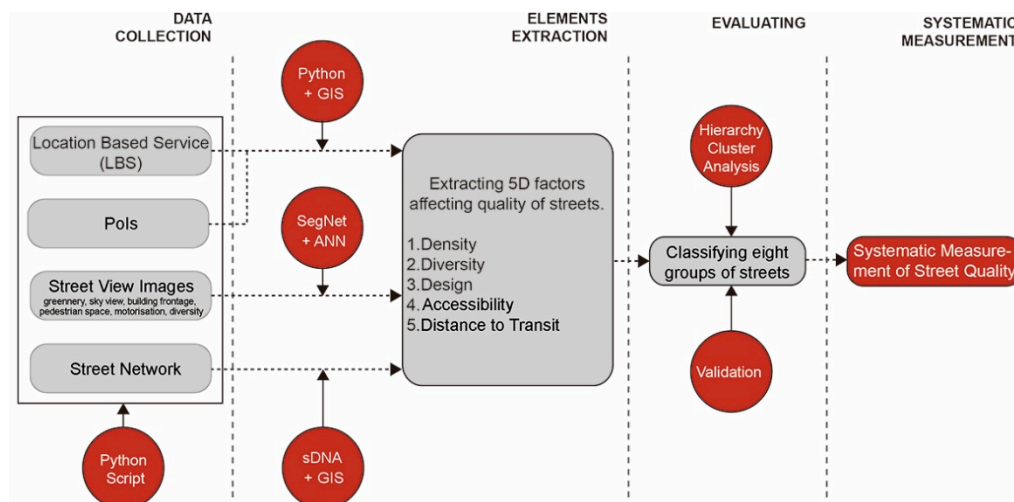 DATA
COLLECTION
ELEMENTS
EXTRACTION
EVALUATING
SYSTEMATIC
MEASUREMENT
Location Based Service
(LBS)
PoIs
Street View Images
greennery, sky view, building frontage,
pedestrian space, motorisation, diversity
Street Network
Python
Script
Python
+ GIS
SegNet
+ ANN
sDNA
+ GIS
Extracting 5D factors
affecting quality of streets.
1.Density
2.Diversity
3.Design
4. Accessibility
5.Distance to Transit
Hierarchy
Cluster
Analysis
Classifying eight
groups of streets
Validation
Systematic Measure-
ment of Street Quality